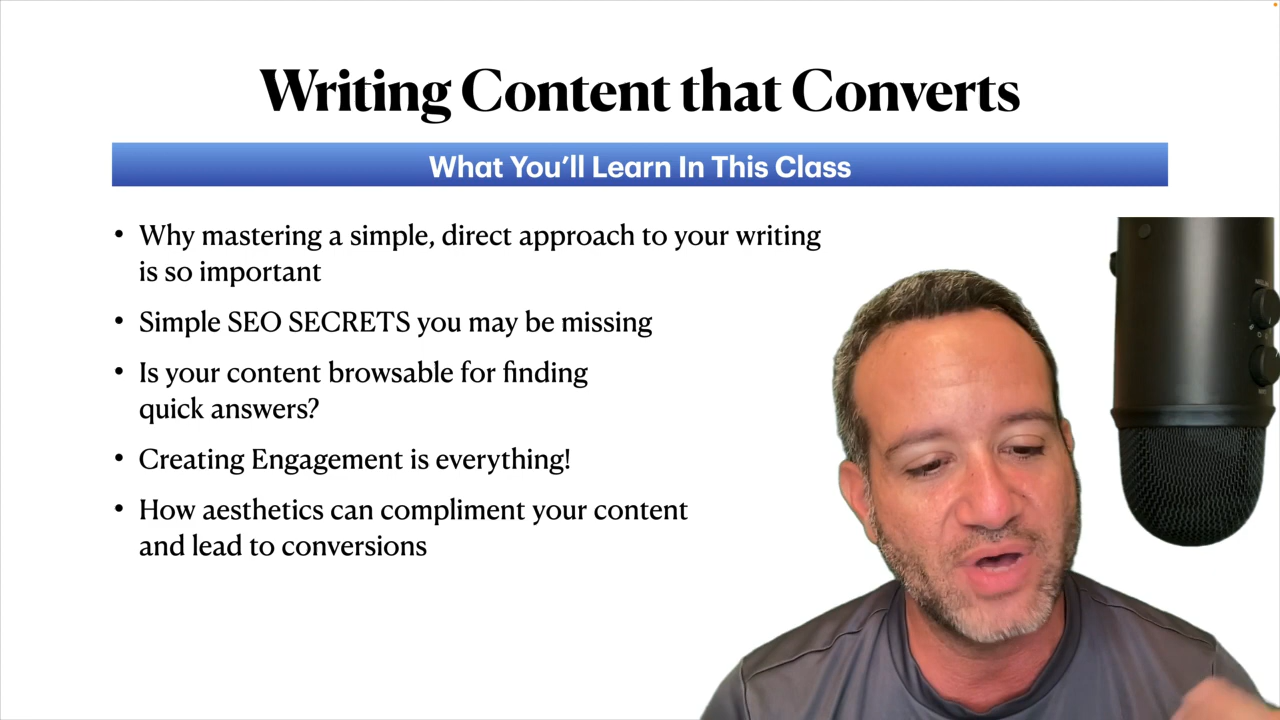 Writing Content that Converts
What You’ll Learn In This Class
• Why mastering a simple, direct approach to your writing
is so important
• Simple SEO SECRETS you may be missing
• Is your content browsable for finding
quick answers?
• Creating Engagement is everything!
• How aesthetics can compliment your content
and lead to conversions